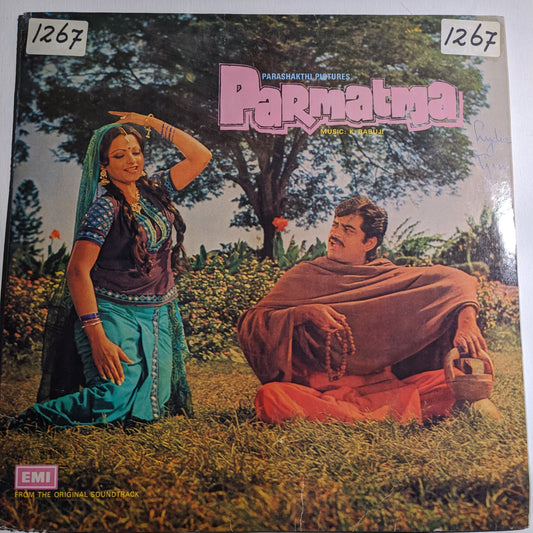 1267
1267
PARASHAKTHI PICTURES
PARMATMA
MUSIC: K. BABUJI
EMI
FROM THE ORIGINAL SOUNDTRACK